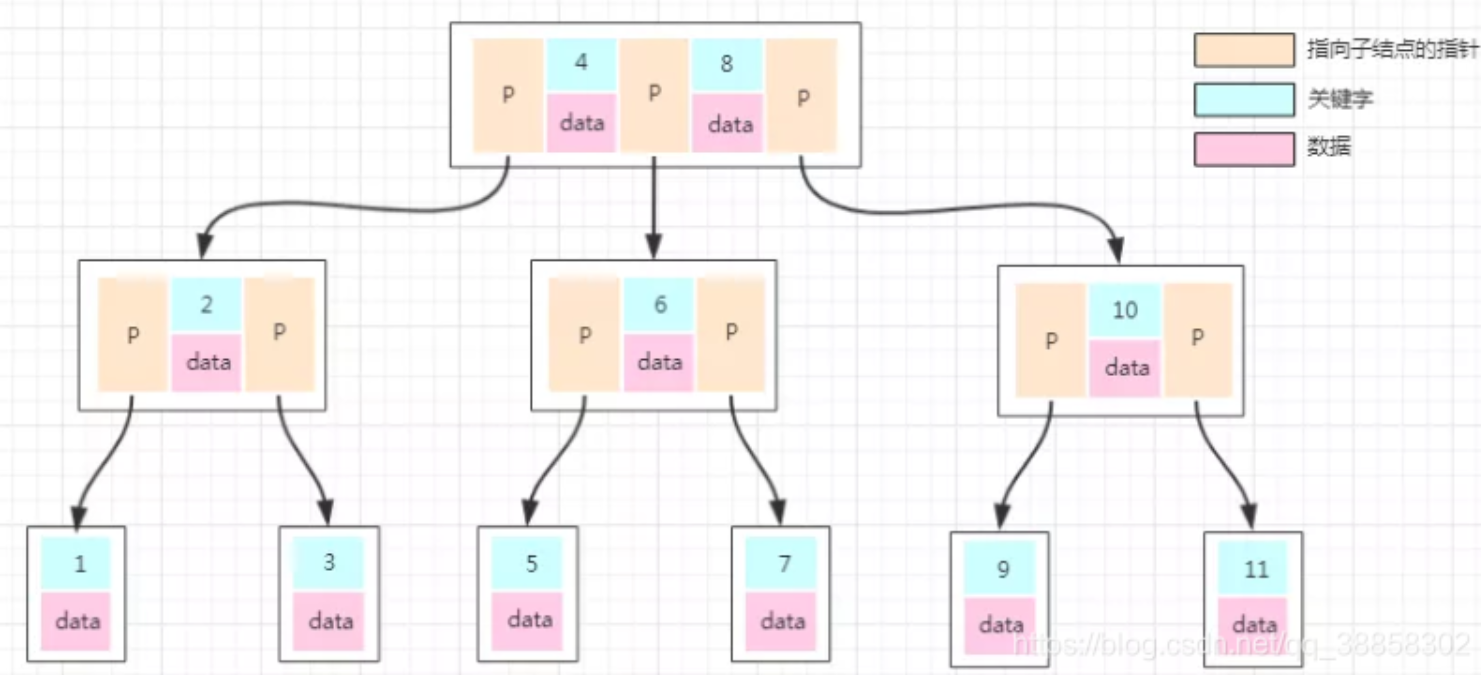 4
8
p
p
p
data
data
指向子结点的指针
关键字
数据
2
p
p
data
6
p
p
data
10
p
p
data
1
data
3
data
5
data
7
data
9
data
11
data
https://blog.csdn.net/qq_38858302